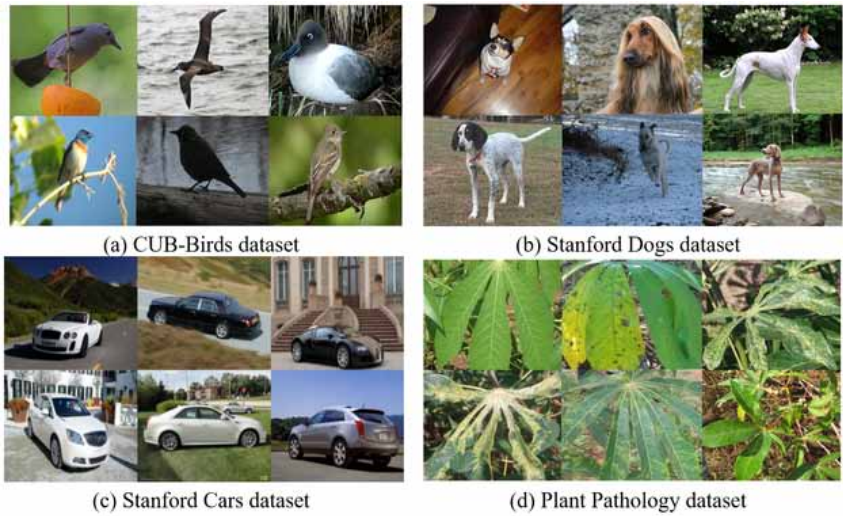 (a) CUB-Birds dataset
(b) Stanford Dogs dataset
(c) Stanford Cars dataset
(d) Plant Pathology dataset